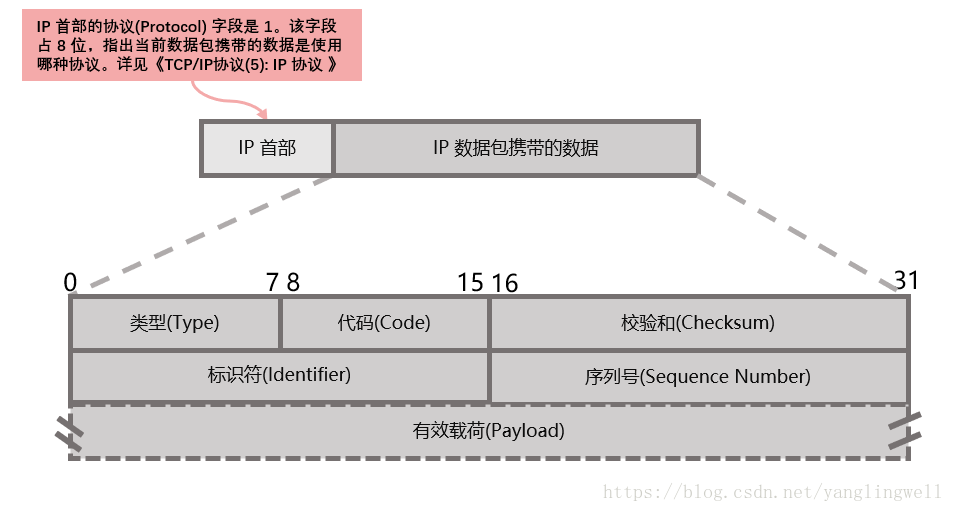 IP 首部的协议(Protocol) 字段是 1。该字段
占 8 位，指出当前数据包携带的数据是使用
哪种协议。详见《TCP/IP协议(5): IP 协议 》
IP 首部
IP 数据包携带的数据
0
7
8
15
16
31
类型(Type)
代码(Code)
校验和(Checksum)
标识符(Identifier)
序列号(Sequence Number)
有效载荷(Payload)
https://blog.csdn.net/yanglingwell